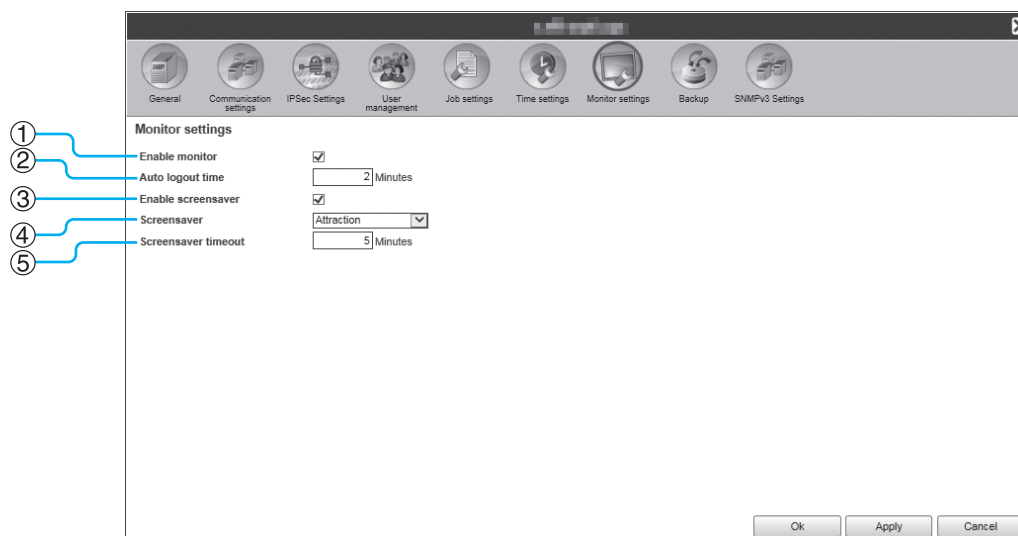 General
Communication settings
IPSec Settings
User management
Job settings
Time settings
Monitor settings
Backup
SNMPv3 Settings
Monitor settings
① Enable monitor
② Auto logout time 2 Minutes
③ Enable screensaver
④ Screensaver Attraction
⑤ Screensaver timeout 5 Minutes
Ok Apply Cancel